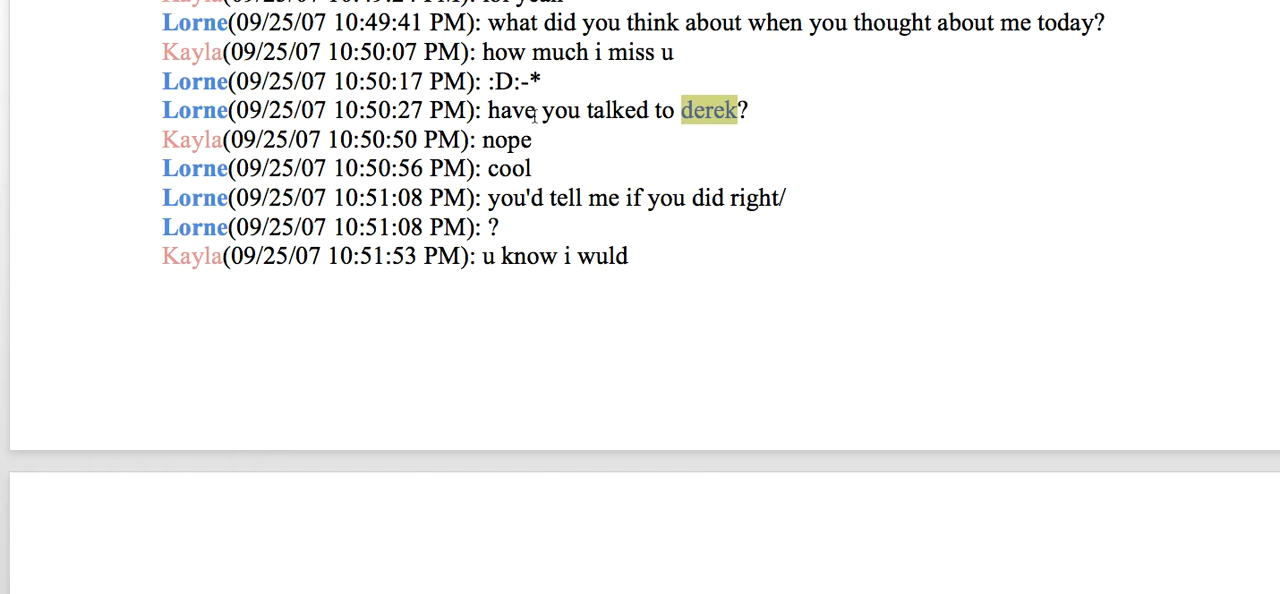 Lorne(09/25/07 10:49:41 PM): what did you think about when you thought about me today?
Kayla(09/25/07 10:50:07 PM): how much i miss u
Lorne(09/25/07 10:50:17 PM): :D:-*
Lorne(09/25/07 10:50:27 PM): have you talked to derek?
Kayla(09/25/07 10:50:50 PM): nope
Lorne(09/25/07 10:50:56 PM): cool
Lorne(09/25/07 10:51:08 PM): you'd tell me if you did right/
Lorne(09/25/07 10:51:08 PM): ?
Kayla(09/25/07 10:51:53 PM): u know i wuld